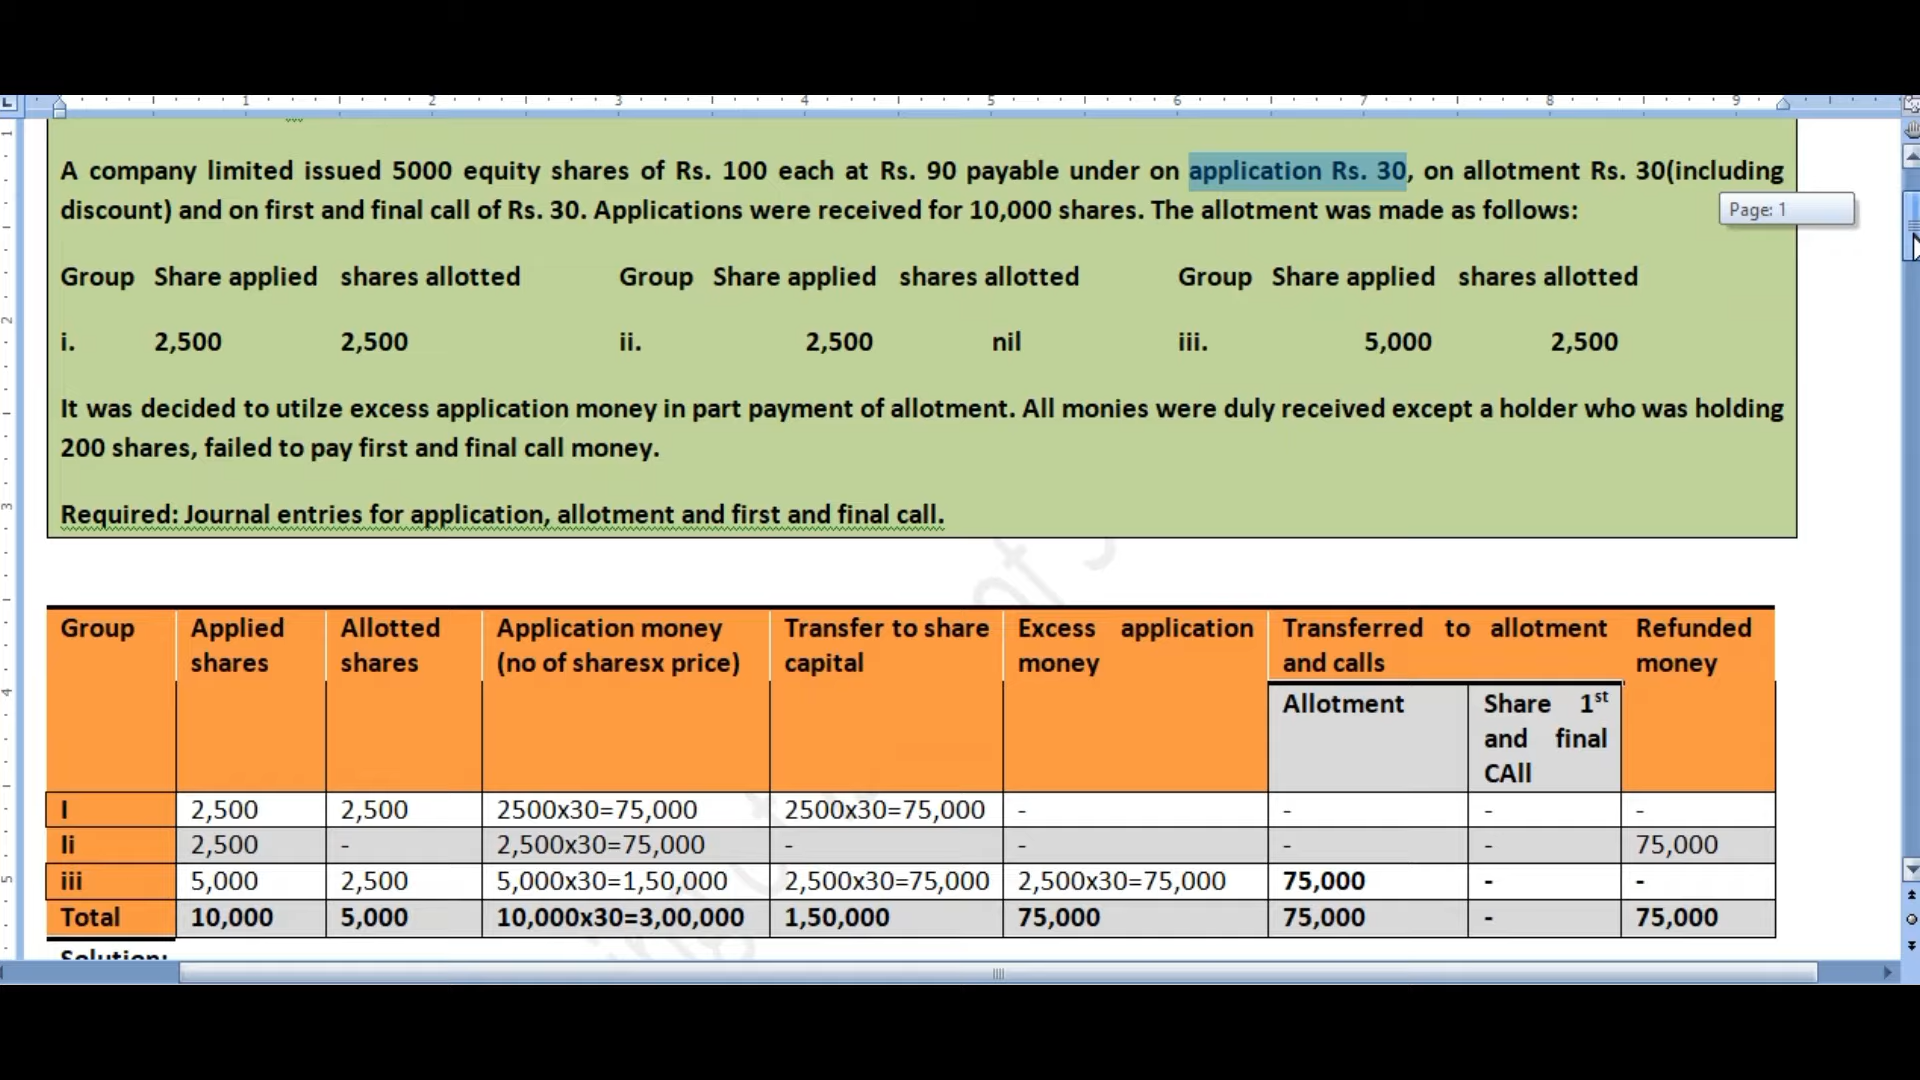 A company limited issued 5000 equity shares of Rs. 100 each at Rs. 90 payable under on application Rs. 30, on allotment Rs. 30(including
Page: 1
discount) and on first and final call of Rs. 30. Applications were received for 10,000 shares. The allotment was made as follows:
Group Share applied shares allotted Group Share applied shares allotted Group Share applied shares allotted
i. 2,500 2,500 ii. 2,500 nil iii. 5,000 2,500
It was decided to utilze excess application money in part payment of allotment. All monies were duly received except a holder who was holding
200 shares, failed to pay first and final call money.
Required: Journal entries for application, allotment and first and final call.
Group Applied Allotted Application money Transfer to share Excess application Transferred to allotment Refunded
shares shares (no of sharesx price) capital money and calls money
Allotment Share 1st
and final
CAll
I 2,500 2,500 2500x30=75,000 2500x30=75,000 - - - -
Ii 2,500 - 2,500x30=75,000 - - - - 75,000
iii 5,000 2,500 5,000x30=1,50,000 2,500x30=75,000 2,500x30=75,000 75,000 - -
Total 10,000 5,000 10,000x30=3,00,000 1,50,000 75,000 75,000 - 75,000
Solution: